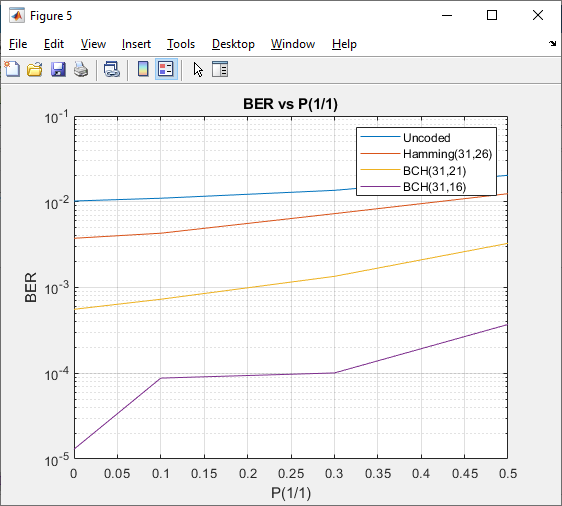 Figure 5
File Edit View Insert Tools Desktop Window Help
BER vs P(1/1)
Uncoded
Hamming(31,26)
BCH(31,21)
BCH(31,16)
10^-1
10^-2
10^-3
10^-4
10^-5
BER
0 0.05 0.1 0.15 0.2 0.25 0.3 0.35 0.4 0.45 0.5
P(1/1)